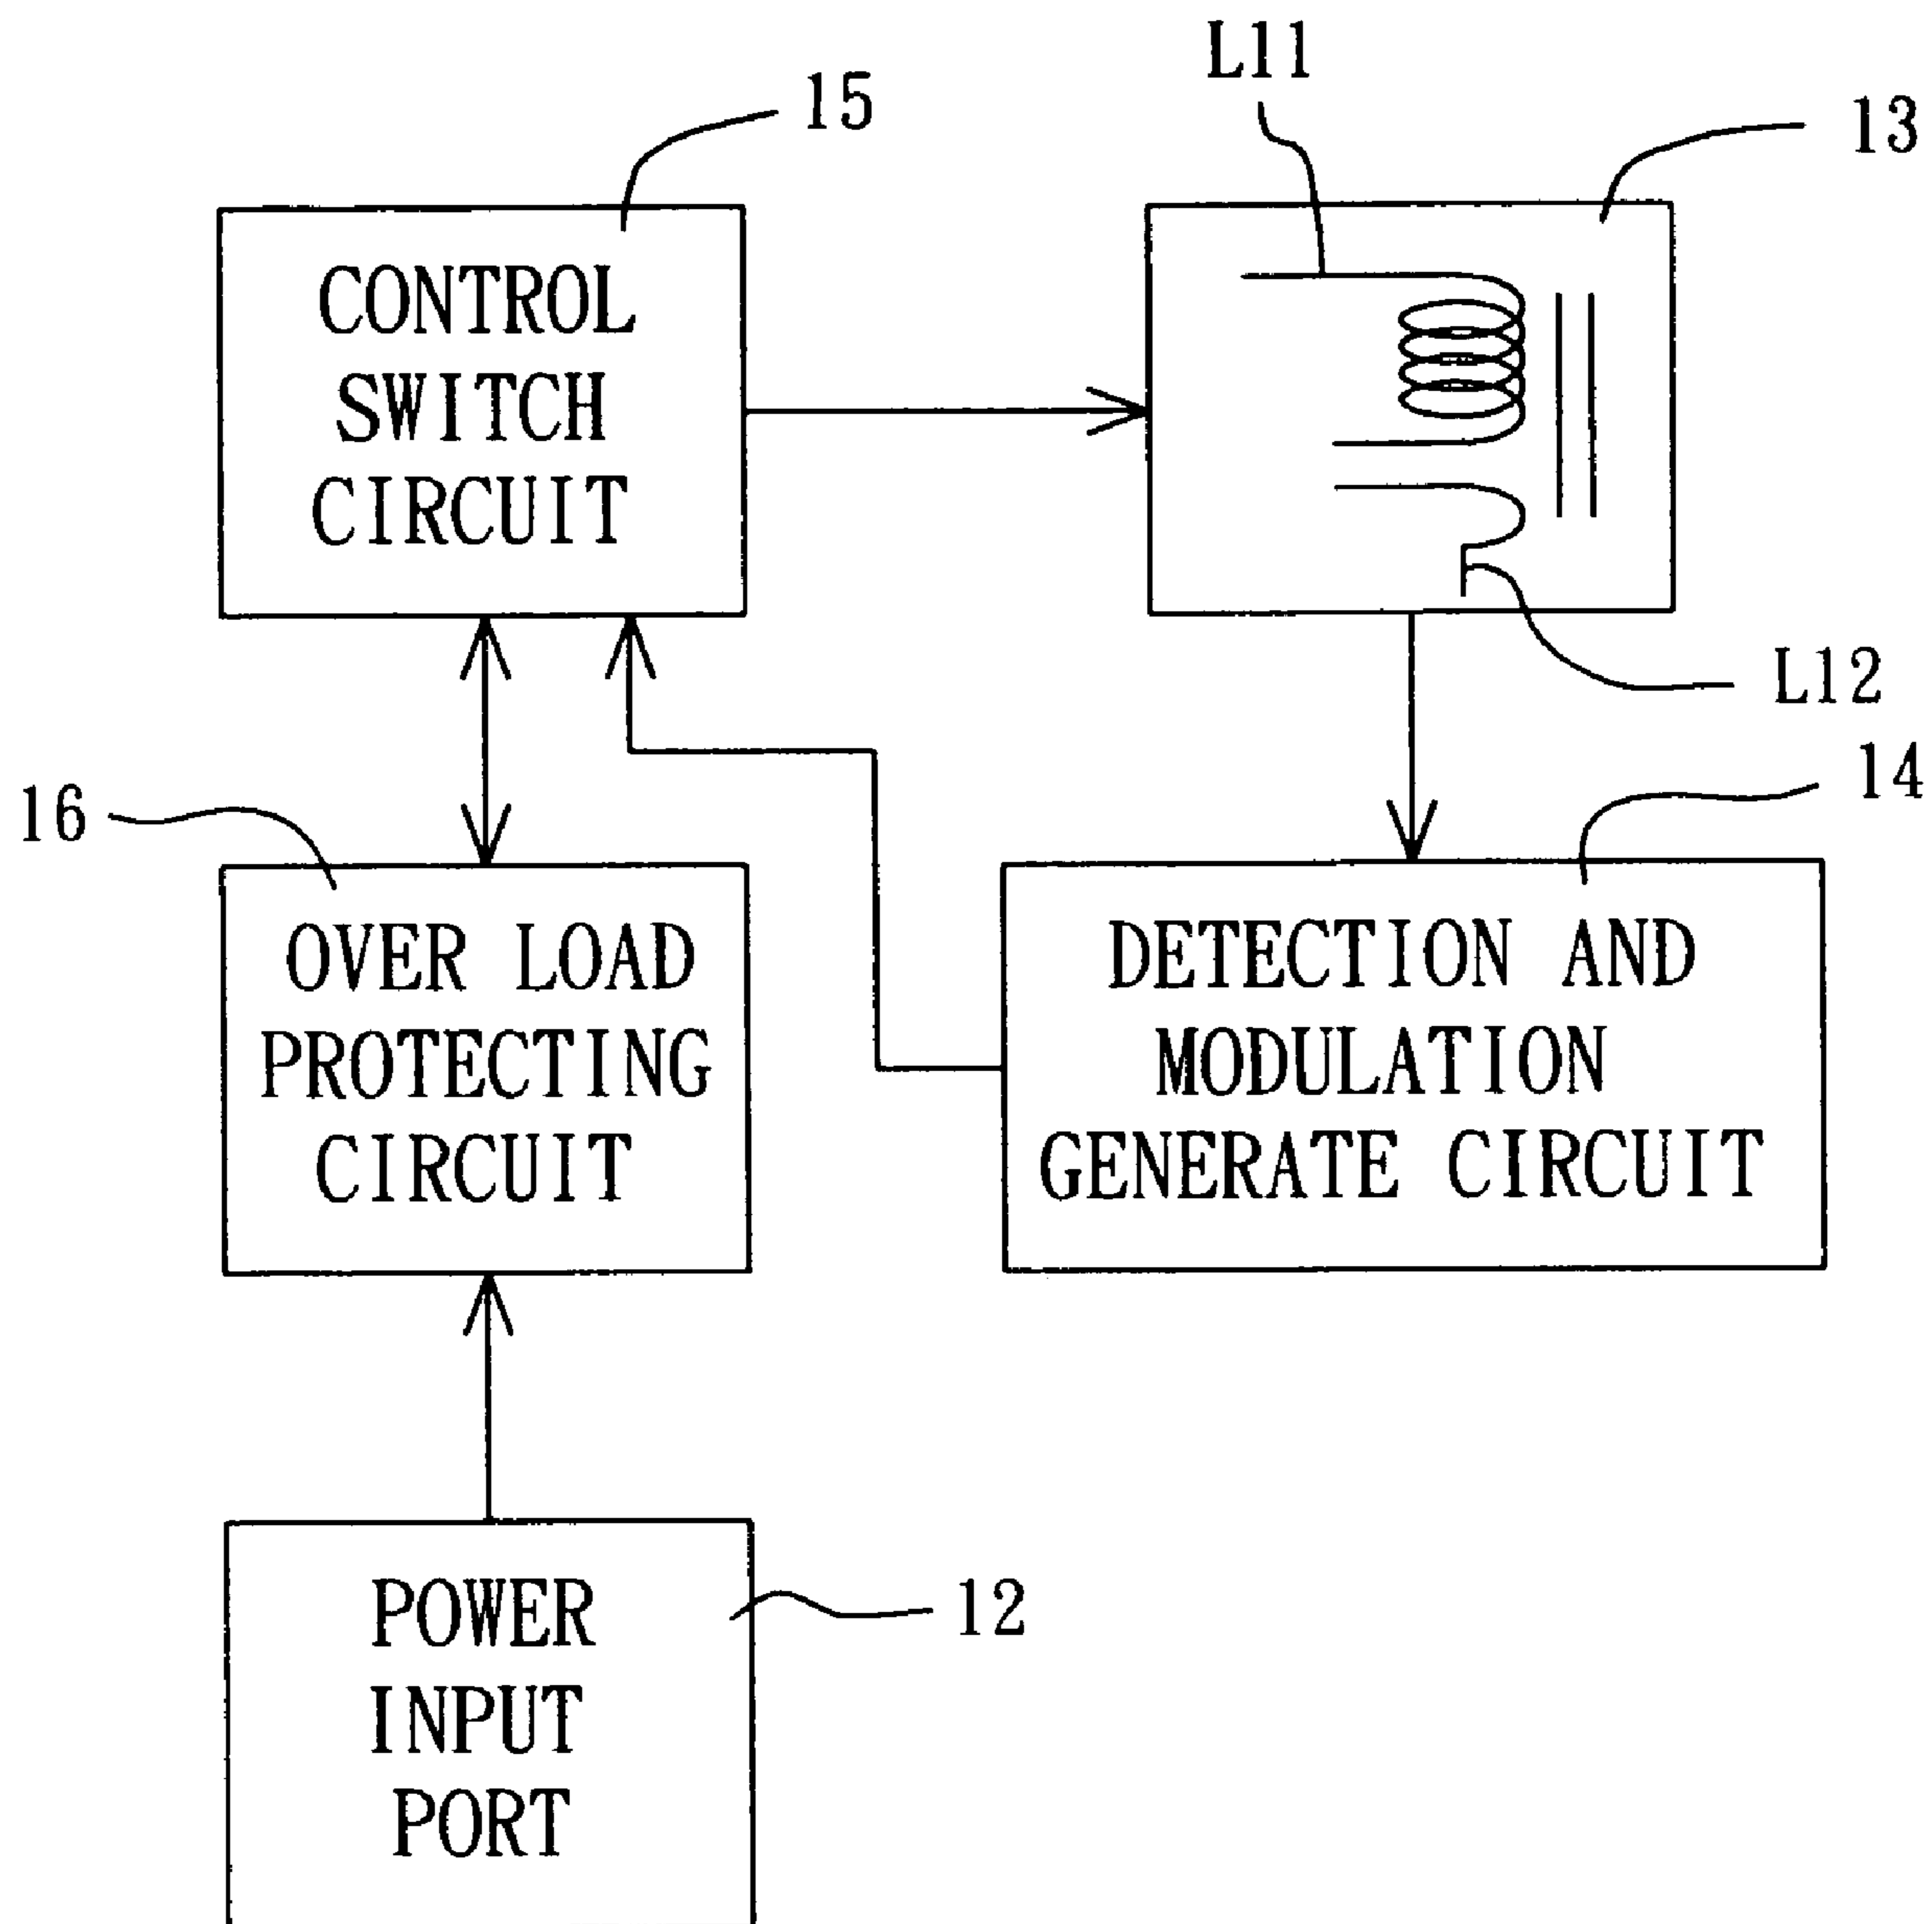 L11
15
13
CONTROL
SWITCH
CIRCUIT
L12
14
16
OVER LOAD
PROTECTING
CIRCUIT
DETECTION AND
MODULATION
GENERATE CIRCUIT
POWER
INPUT
PORT
12